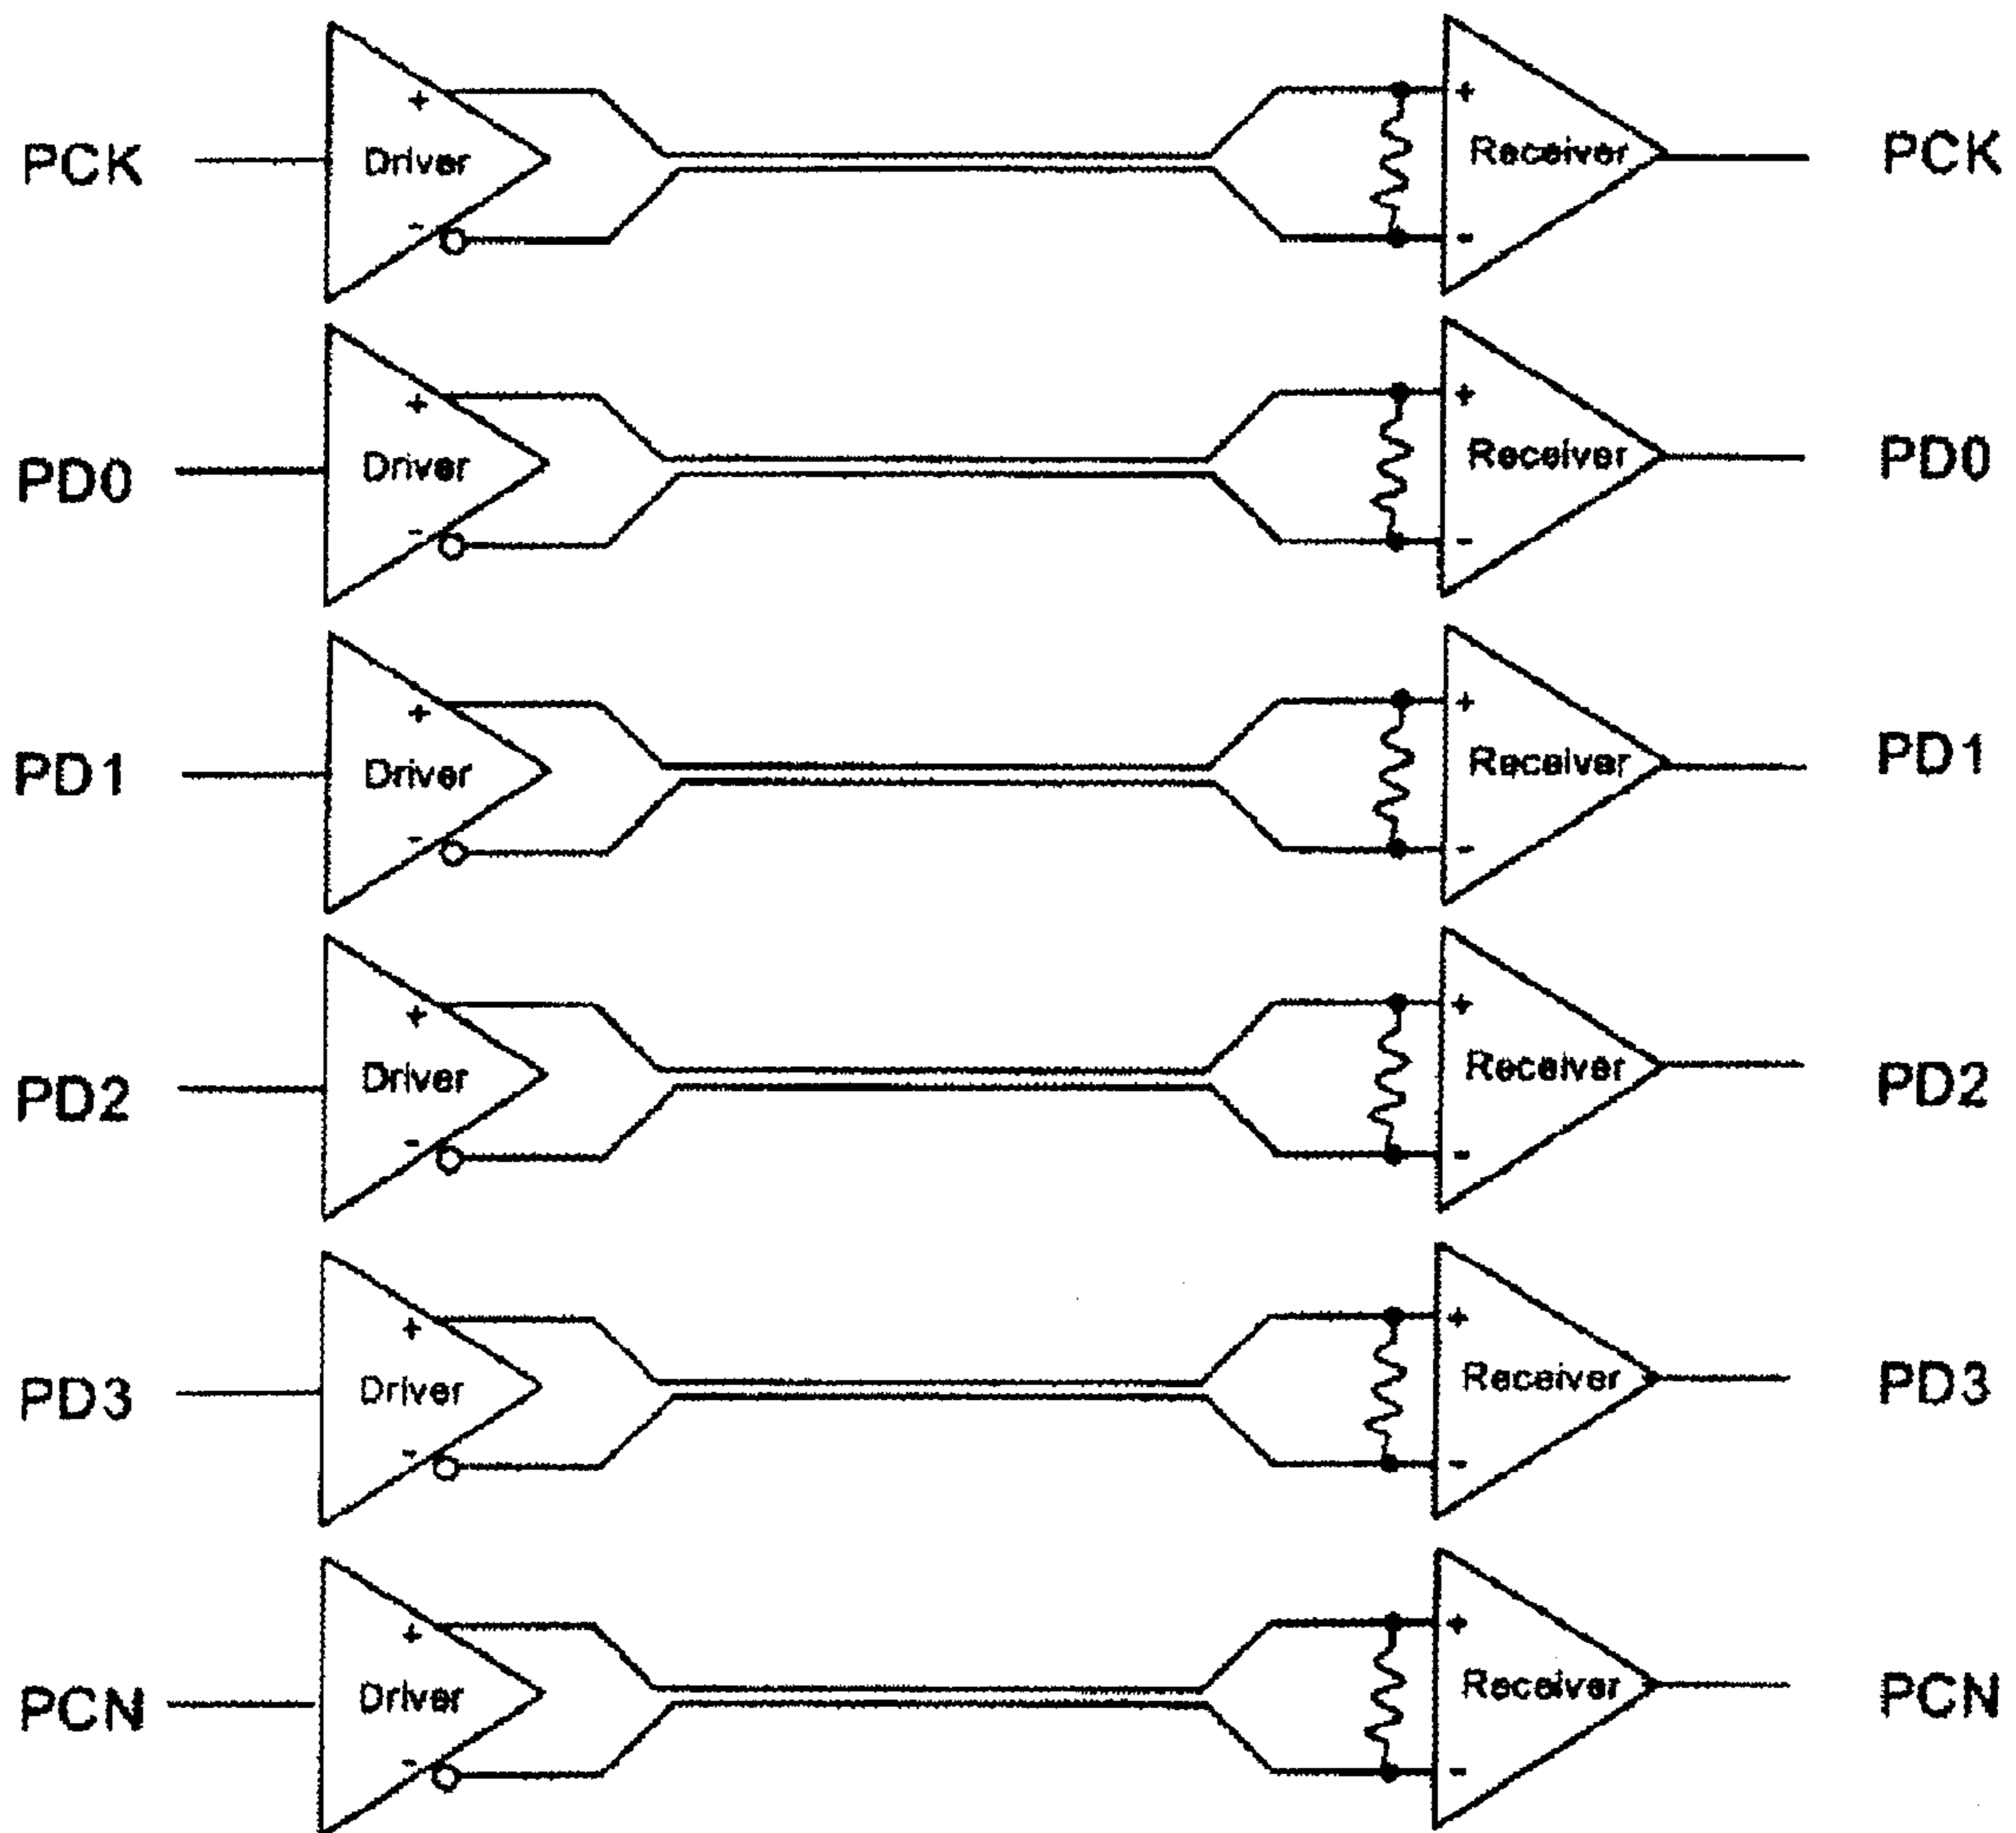 PCK + Driver - + Receiver - PCK
PD0 + Driver - + Receiver - PD0
PD1 + Driver - + Receiver - PD1
PD2 + Driver - + Receiver - PD2
PD3 + Driver - + Receiver - PD3
PCN + Driver - + Receiver - PCN